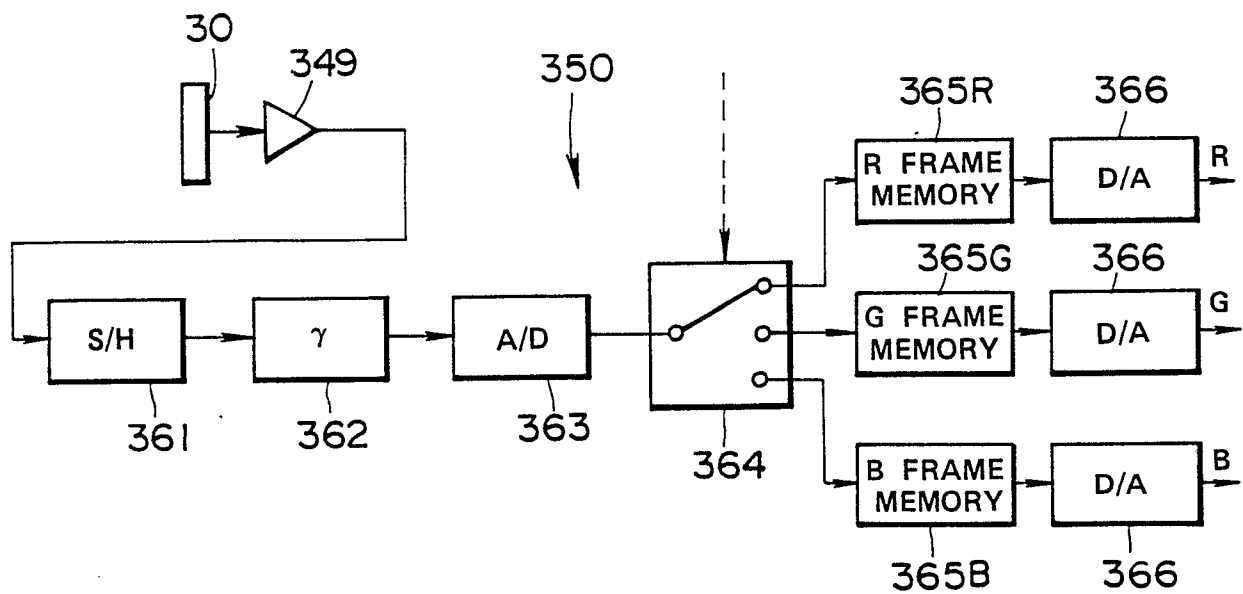 30
349
350
365R
366
R FRAME
MEMORY
D/A
R
365G
366
G FRAME
MEMORY
D/A
G
S/H
γ
A/D
361
362
363
364
B FRAME
MEMORY
D/A
B
365B
366